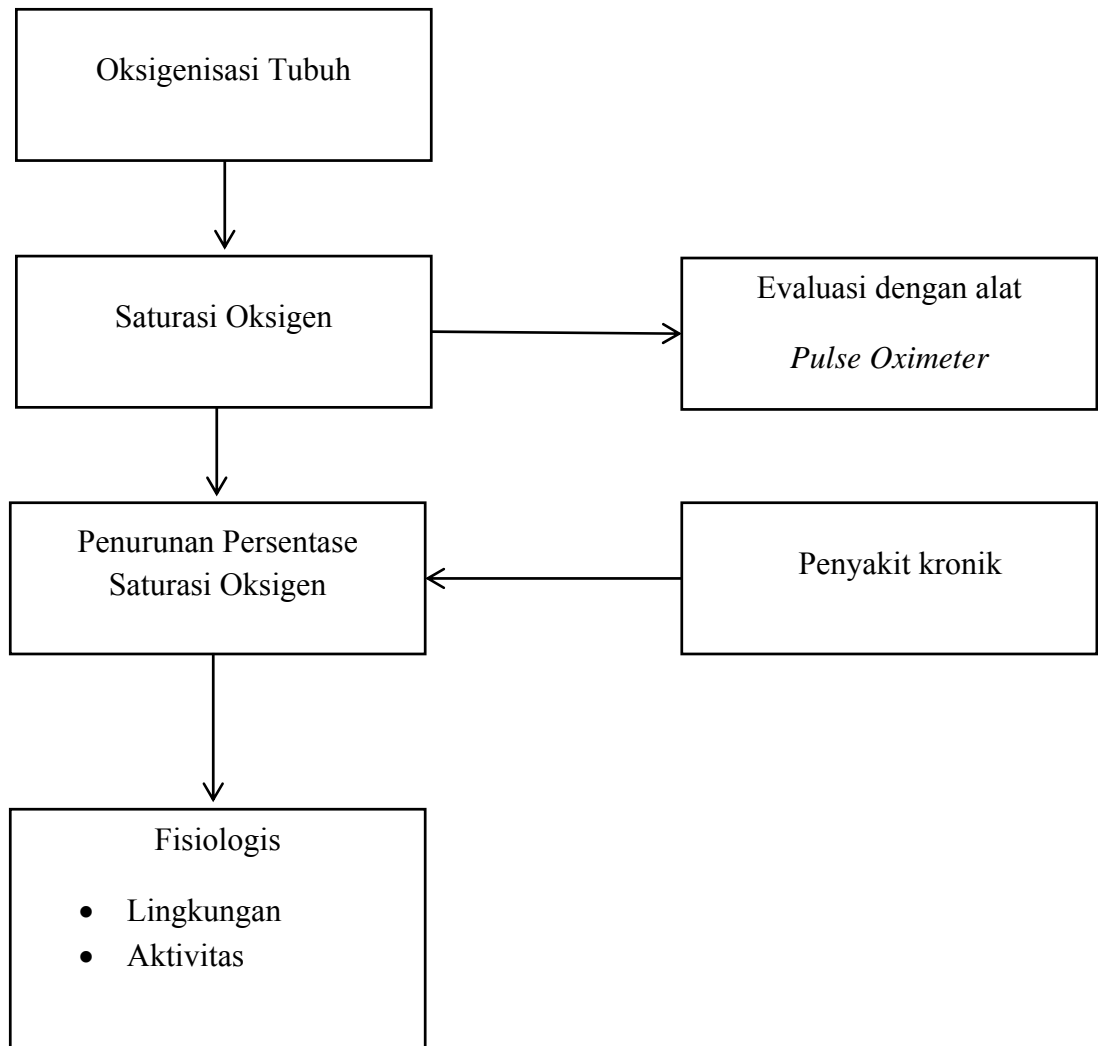 Oksigenisasi Tubuh
Saturasi Oksigen
Evaluasi dengan alat
Pulse Oximeter
Penurunan Persentase
Saturasi Oksigen
Penyakit kronik
Fisiologis
• Lingkungan
• Aktivitas